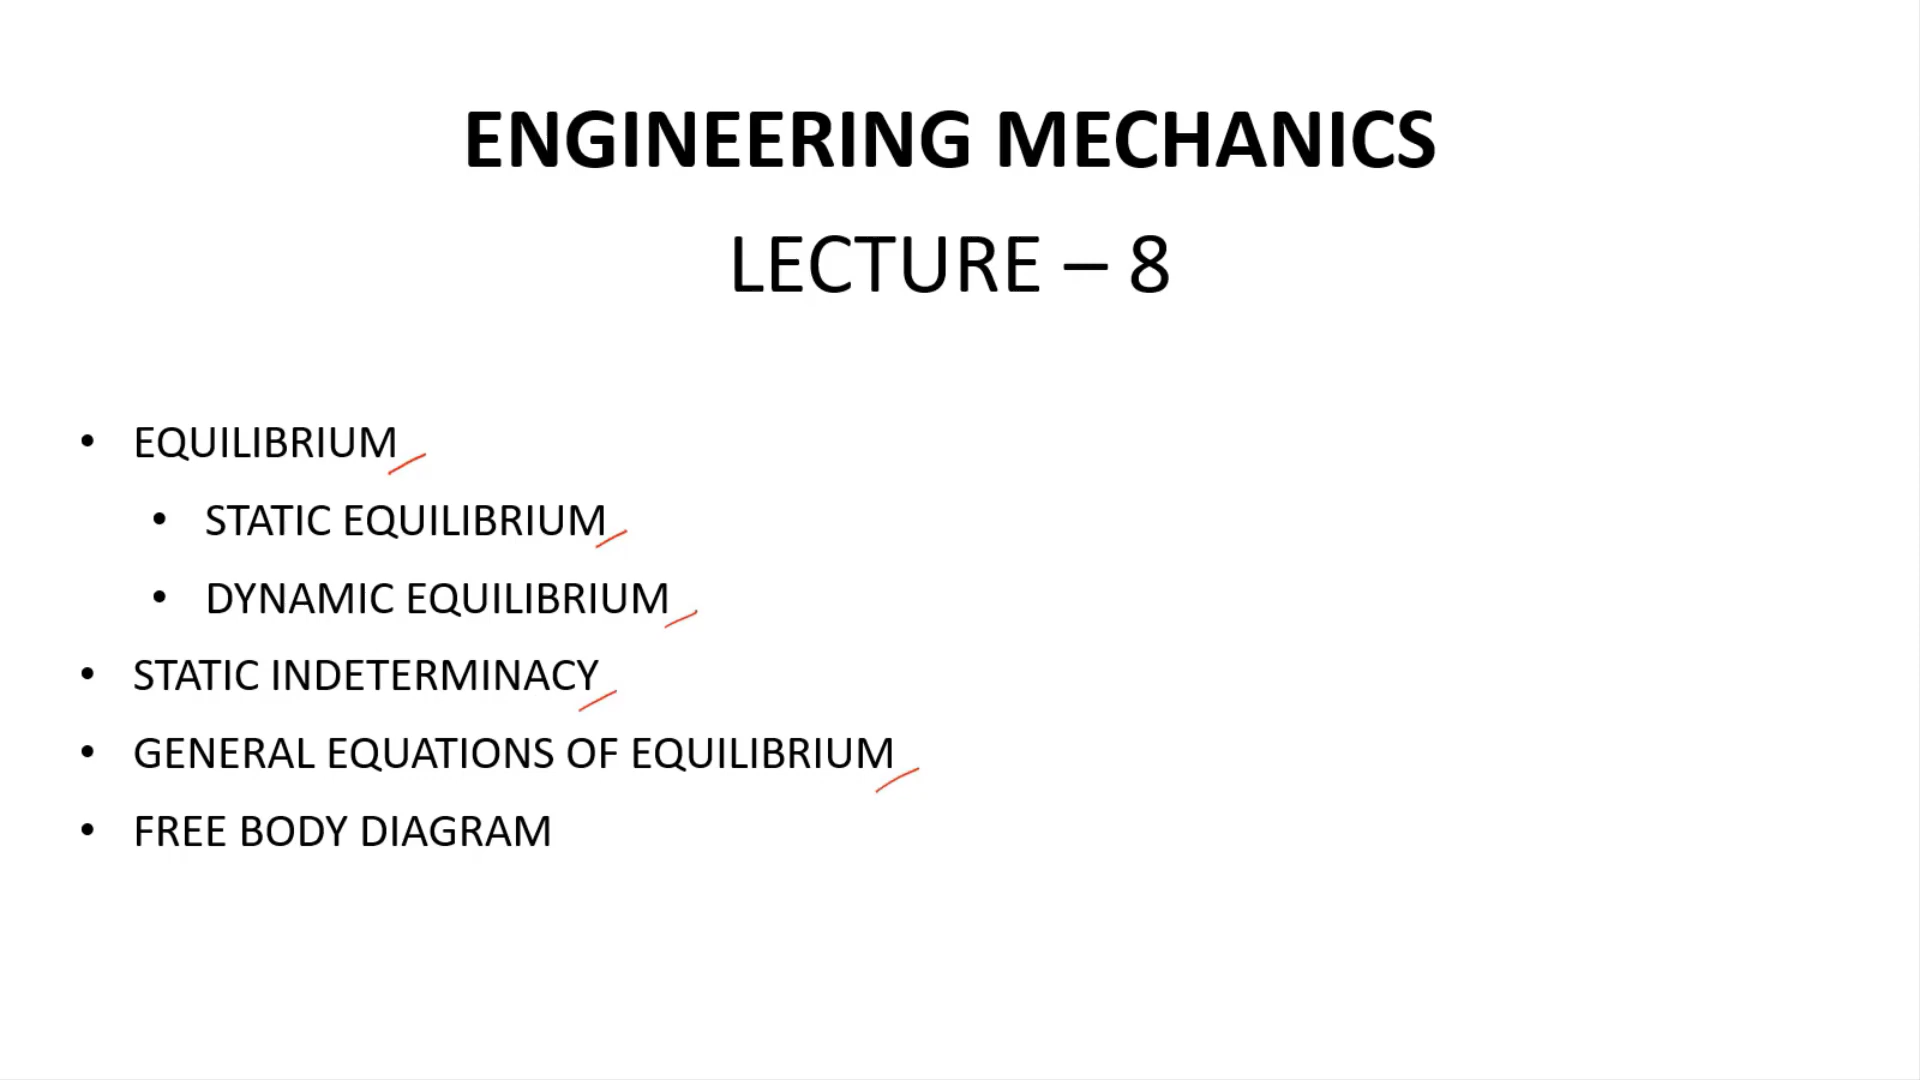 ENGINEERING MECHANICS
LECTURE – 8
• EQUILIBRIUM
• STATIC EQUILIBRIUM
• DYNAMIC EQUILIBRIUM
• STATIC INDETERMINACY
• GENERAL EQUATIONS OF EQUILIBRIUM
• FREE BODY DIAGRAM